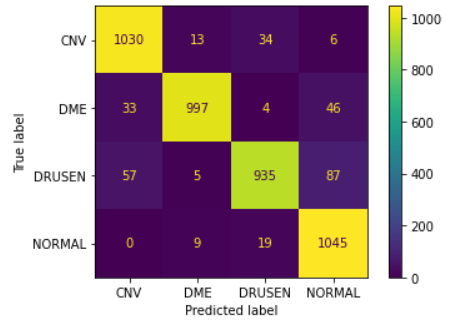 CNV 1030 13 34 6
DME 33 997 4 46
DRUSEN 57 5 935 87
NORMAL 0 9 19 1045
CNV DME DRUSEN NORMAL
Predicted label
True label
1000
800
600
400
200
0